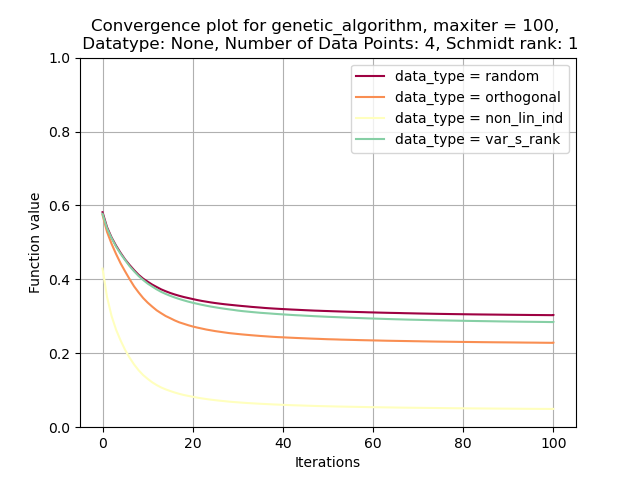 Convergence plot for genetic_algorithm, maxiter = 100,
Datatype: None, Number of Data Points: 4, Schmidt rank: 1
1.0
data_type = random
data_type = orthogonal
data_type = non_lin_ind
data_type = var_s_rank
0.8
0.6
Function value
0.4
0.2
0.0
0 20 40 60 80 100
Iterations